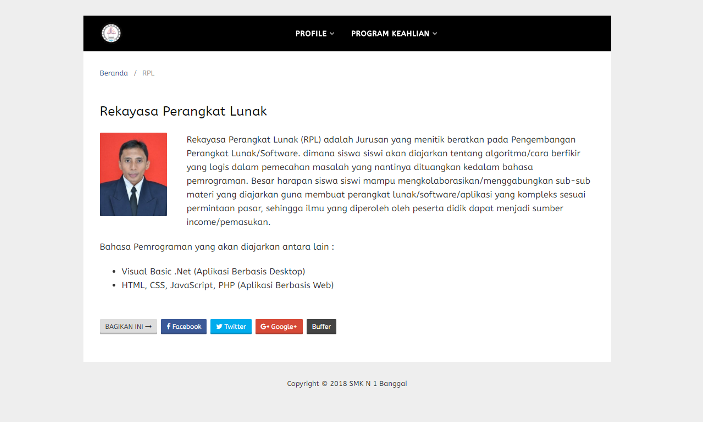 PROFILE PROGRAM KEAHLIAN
Beranda / RPL
Rekayasa Perangkat Lunak
Rekayasa Perangkat Lunak (RPL) adalah Jurusan yang menitik beratkan pada Pengembangan
Perangkat Lunak/Software. dimana siswa siswi akan diajarkan tentang algoritma/cara berfikir
yang logis dalam pemecahan masalah yang nantinya dituangkan kedalam bahasa
pemrograman. Besar harapan siswa siswi mampu mengkolaborasikan/menggabungkan sub-sub
materi yang diajarkan guna membuat perangkat lunak/software/aplikasi yang kompleks sesuai
permintaan pasar, sehingga ilmu yang diperoleh oleh peserta didik dapat menjadi sumber
income/pemasukan.
Bahasa Pemrograman yang akan diajarkan antara lain :
• Visual Basic .Net (Aplikasi Berbasis Desktop)
• HTML, CSS, JavaScript, PHP (Aplikasi Berbasis Web)
BAGIKAN INI → Facebook Twitter Google+ Buffer
Copyright © 2018 SMK N 1 Banggai